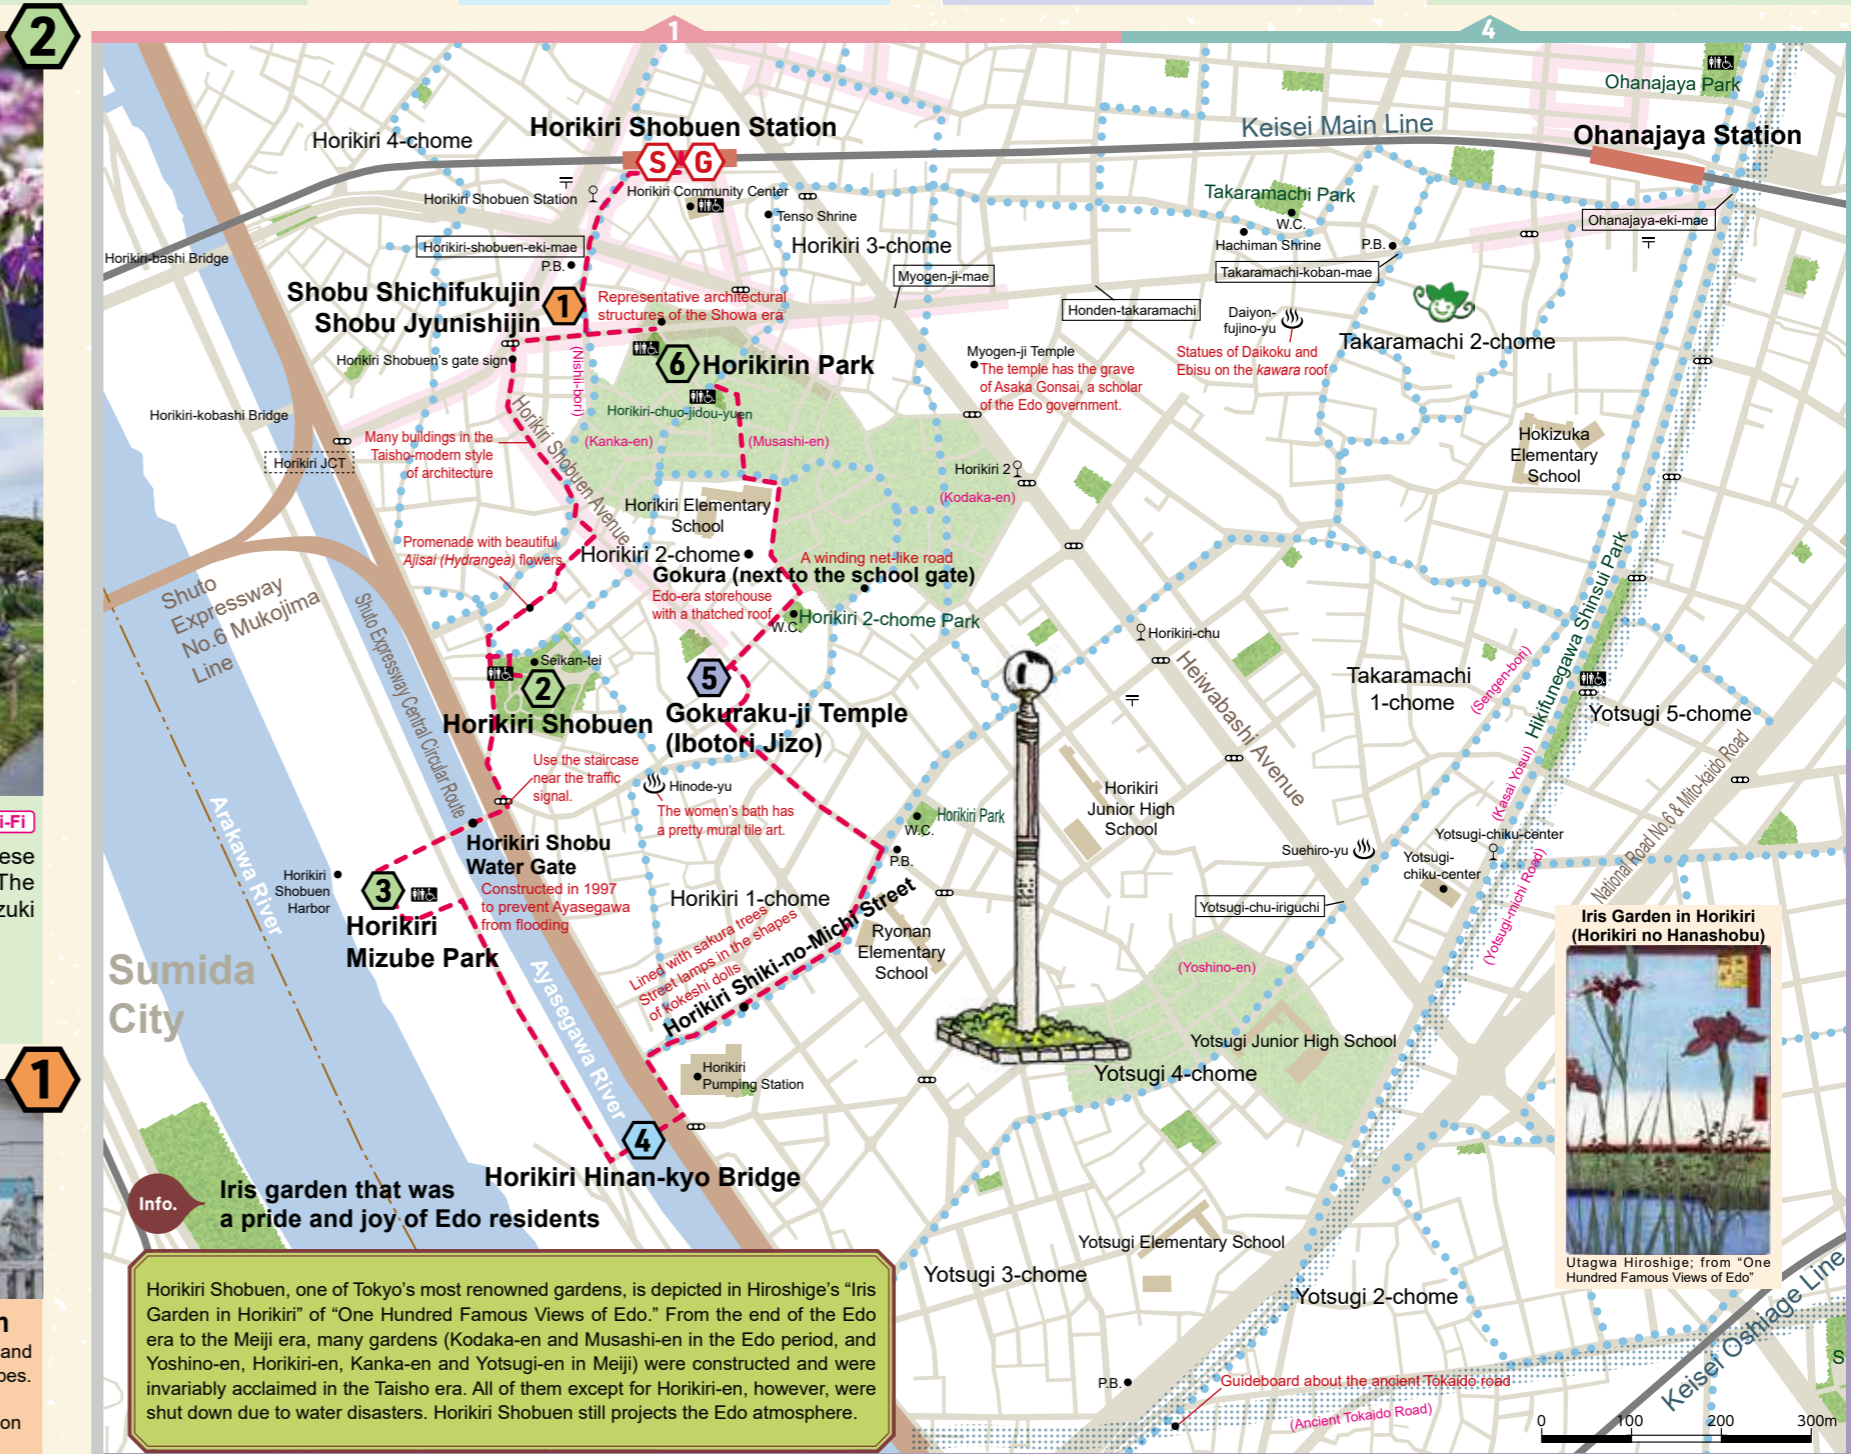 2
1
4
Ohanajaya Park
Horikiri 4-chome
Horikiri Shobuen Station
Keisei Main Line
Ohanajaya Station
S G
Horikiri Shobuen Station
Horikiri Community Center
Tenso Shrine
Takaramachi Park
W.C.
Hachiman Shrine
P.B.
Ohanajaya-eki-mae
Horikiri-bashi Bridge
Horikiri-shobuen-eki-mae
P.B.
Horikiri 3-chome
Myogen-ji-mae
Takaramachi-koban-mae
Honden-takaramachi
Shobu Shichifukujin
Shobu Jyunishijin
1
Representative architectural
structures of the Showa era
Daiyon-
fujino-yu
Statues of Daikoku and
Ebisu on the kawara roof
Takaramachi 2-chome
Horikiri Shobuen's gate sign
(Nishii-bori)
6
Horikirin Park
Horikiri-chuo-jidou-yuen
Myogen-ji Temple
The temple has the grave
of Asaka Gonsai, a scholar
of the Edo government.
Horikiri-kobashi Bridge
Horikiri JCT
Many buildings in the
Taisho-modern style
of architecture
Horikiri Shobuen Avenue
(Kanka-en)
(Musashi-en)
Horikiri 2
(Kodaka-en)
Hokizuka
Elementary
School
Horikiri Elementary
School
Promenade with beautiful
Ajisai (Hydrangea) flowers
Horikiri 2-chome
A winding net-like road
Gokura (next to the school gate)
Edo-era storehouse
with a thatched roof
W.C.
Horikiri 2-chome Park
Shuto
Expressway
No.6 Mukojima
Line
Shuto Expressway Central Circular Route
Seikan-tei
2
Horikiri Shobuen
5
Gokuraku-ji Temple
(Ibotori Jizo)
Horikiri-chu
Heiwabashi Avenue
Takaramachi
1-chome
(Sengen-bori)
Hikifunegawa Shinsui Park
Yotsugi 5-chome
Use the staircase
near the traffic
signal.
Hinode-yu
The women's bath has
a pretty mural tile art.
Horikiri
Junior High
School
(Kasai Yosui)
National Road No.6 & Mito-kaido Road
Horikiri Park
W.C.
P.B.
Suehiro-yu
Yotsugi-chiku-center
Yotsugi-
chiku-center
(Yotsugi-michi Road)
Yotsugi-chu-iriguchi
Arakawa River
Horikiri Shobu
Water Gate
Constructed in 1997
to prevent Ayasegawa
from flooding
Horikiri
Shobuen
Harbor
3
Horikiri
Mizube Park
Horikiri 1-chome
Lined with sakura trees
Street lamps in the shapes
of kokeshi dolls
Horikiri Shiki-no-Michi Street
Ryonan
Elementary
School
Sumida
City
Ayasegawa River
(Yoshino-en)
Yotsugi Junior High School
Yotsugi 4-chome
Horikiri
Pumping Station
4
Horikiri Hinan-kyo Bridge
Iris Garden in Horikiri
(Horikiri no Hanashobu)
Utagwa Hiroshige; from "One
Hundred Famous Views of Edo"
Info.
Iris garden that was
a pride and joy of Edo residents
Horikiri Shobuen, one of Tokyo's most renowned gardens, is depicted in Hiroshige's "Iris
Garden in Horikiri" of "One Hundred Famous Views of Edo." From the end of the Edo
era to the Meiji era, many gardens (Kodaka-en and Musashi-en in the Edo period, and
Yoshino-en, Horikiri-en, Kanka-en and Yotsugi-en in Meiji) were constructed and were
invariably acclaimed in the Taisho era. All of them except for Horikiri-en, however, were
shut down due to water disasters. Horikiri Shobuen still projects the Edo atmosphere.
Yotsugi Elementary School
Yotsugi 3-chome
Yotsugi 2-chome
Keisei Oshiage Line
P.B.
Guideboard about the ancient Tokaido road
(Ancient Tokaido Road)
0 100 200 300m
S
i-Fi
ese
The
zuki
1
n
and
pes.
on